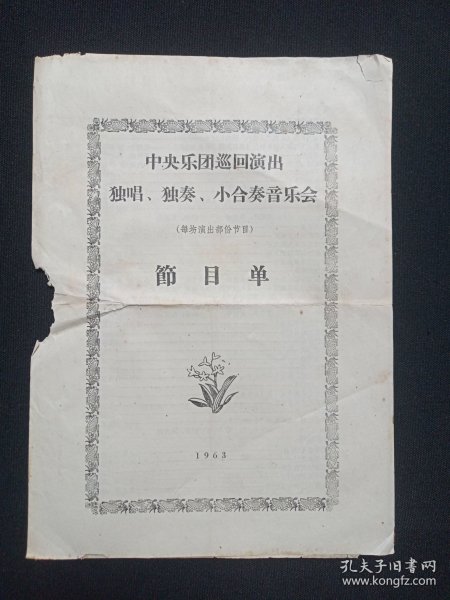 中央乐团巡回演出
独唱、独奏、小合奏音乐会
(每场演出部份节目)
節目单
1963
孔夫子旧书网
www.kongfz.com